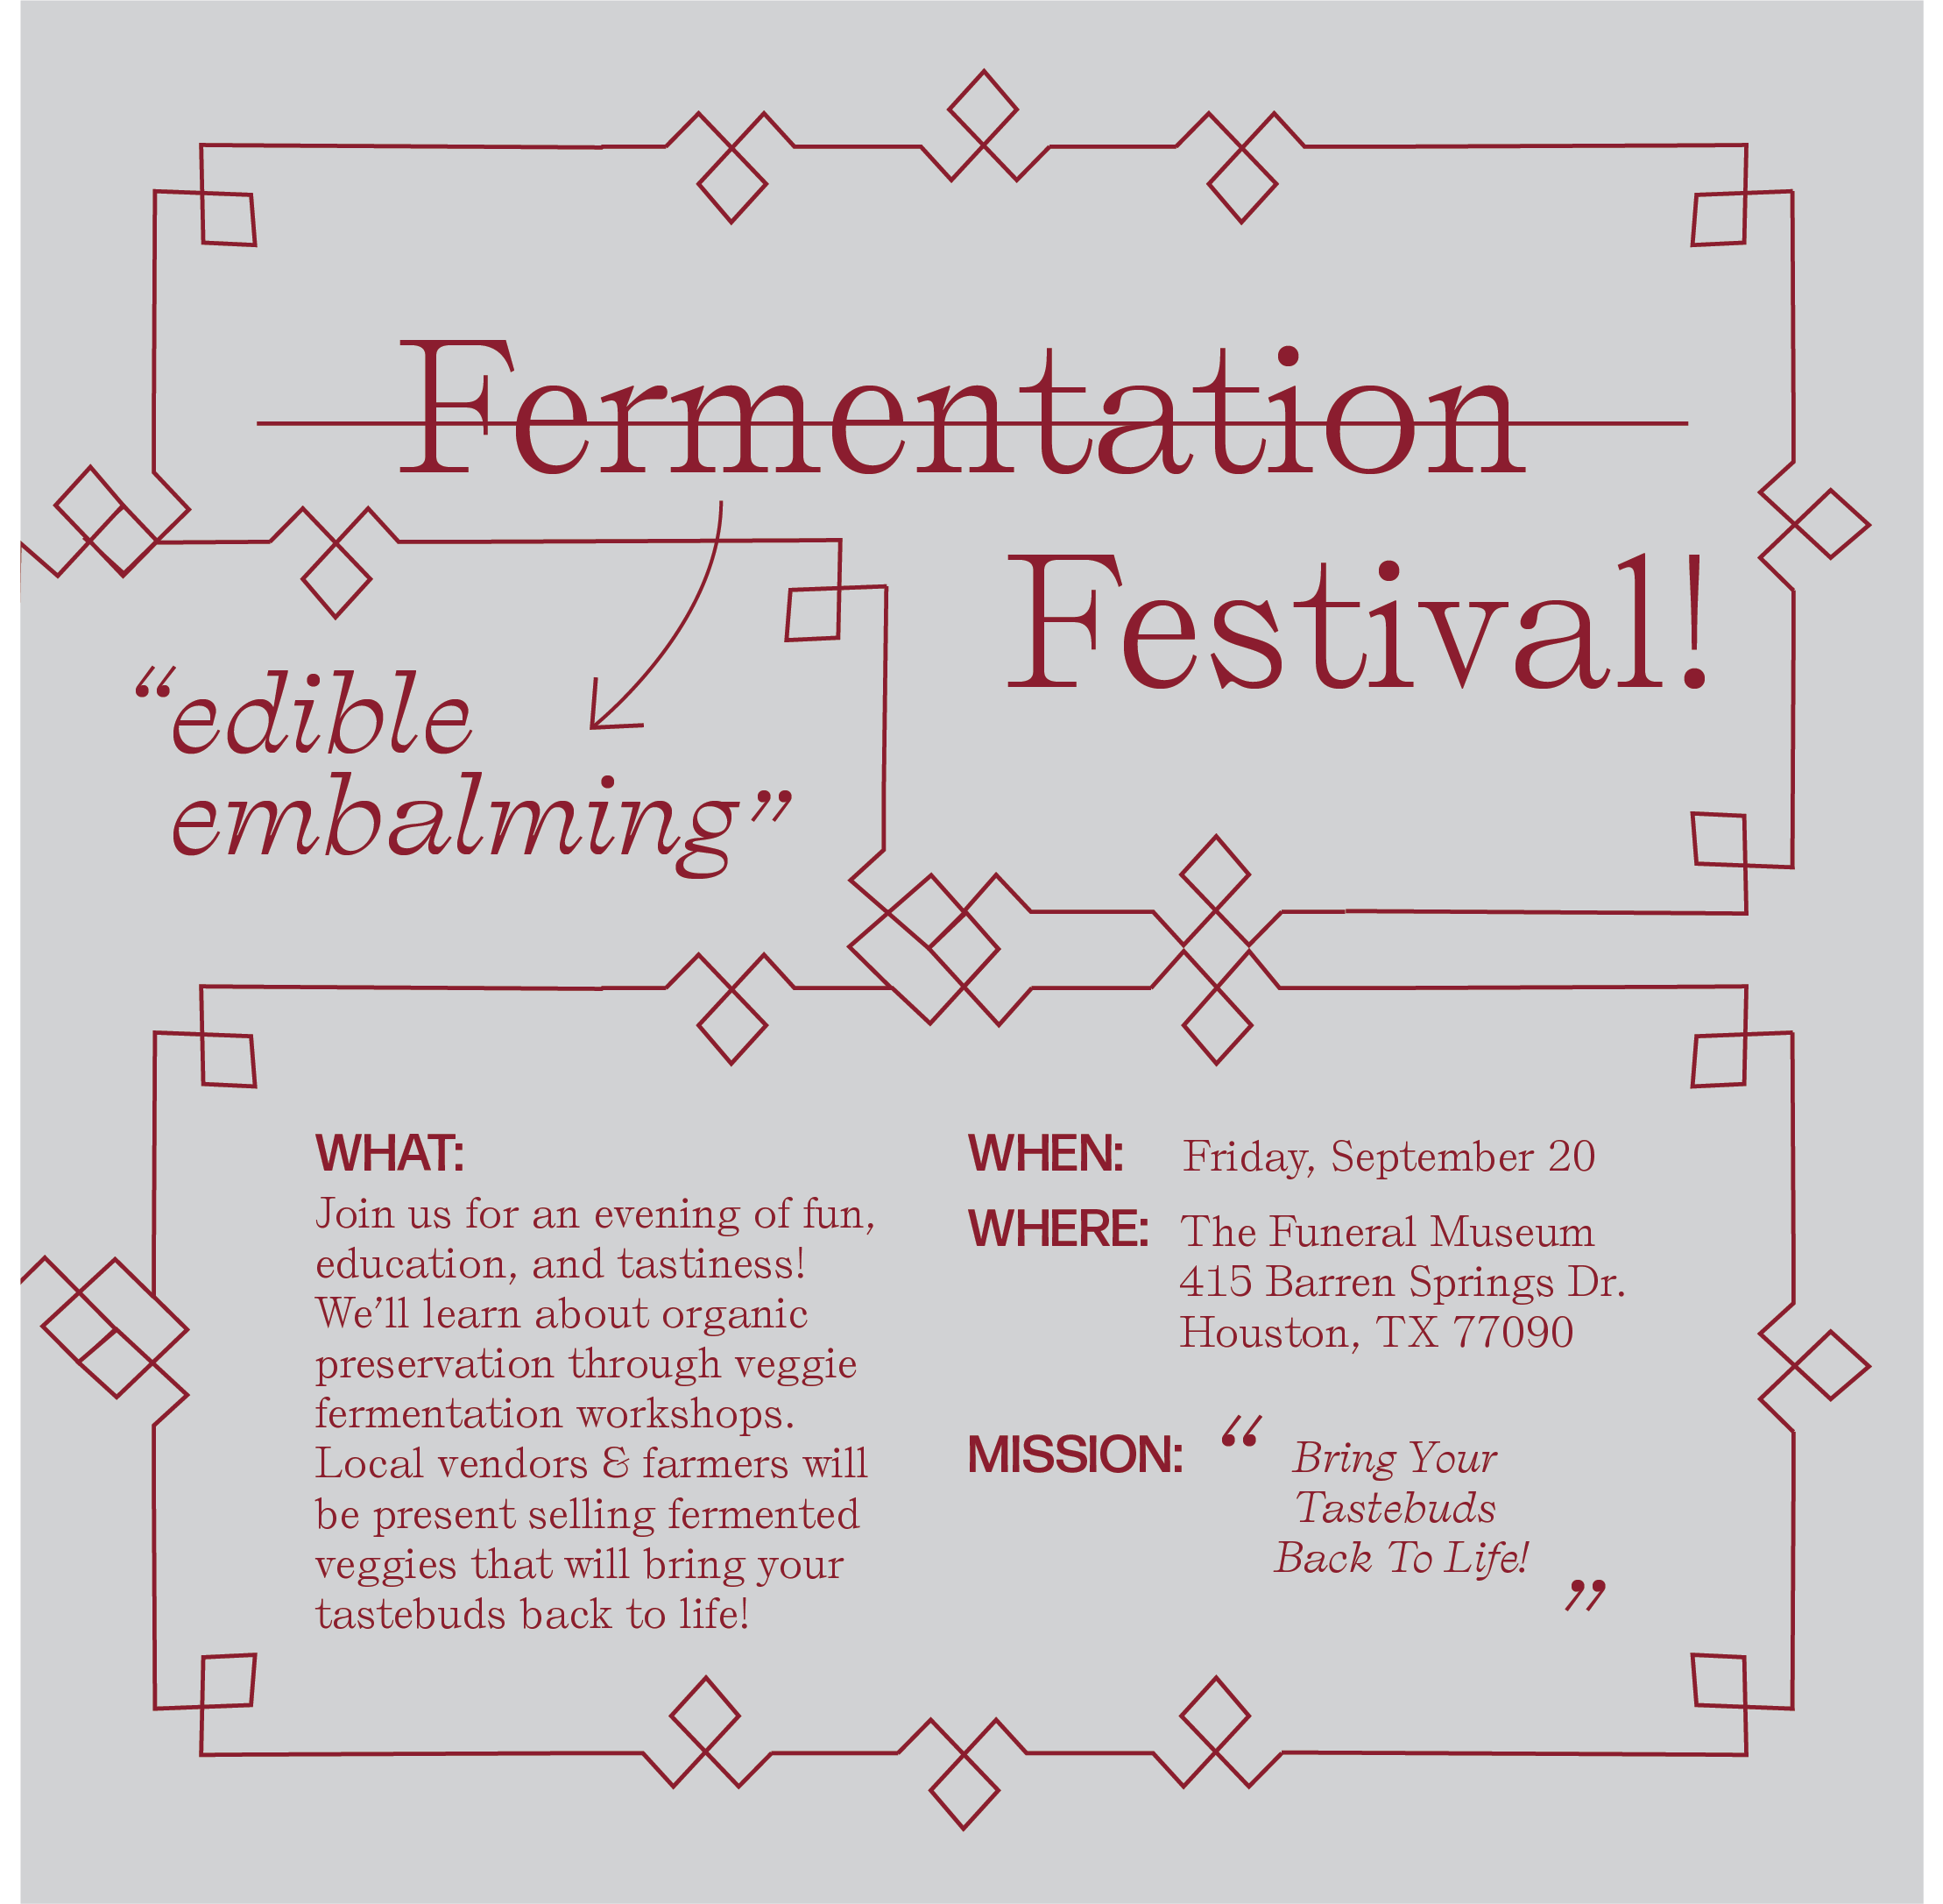 Fermentation
Festival!
“edible
embalming”
WHAT:
Join us for an evening of fun,
education, and tastiness!
We’ll learn about organic
preservation through veggie
fermentation workshops.
Local vendors & farmers will
be present selling fermented
veggies that will bring your
tastebuds back to life!
WHEN: Friday, September 20
WHERE: The Funeral Museum
415 Barren Springs Dr.
Houston, TX 77090
MISSION: “ Bring Your
Tastebuds
Back To Life! ”